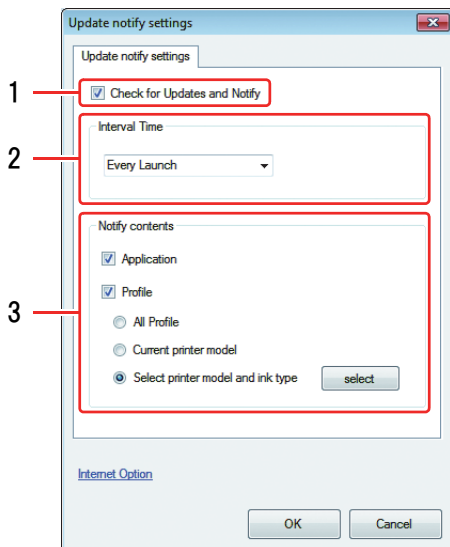 Update notify settings
Update notify settings
1
Check for Updates and Notify
2
Interval Time
Every Launch
3
Notify contents
Application
Profile
All Profile
Current printer model
Select printer model and ink type select
Internet Option
OK Cancel